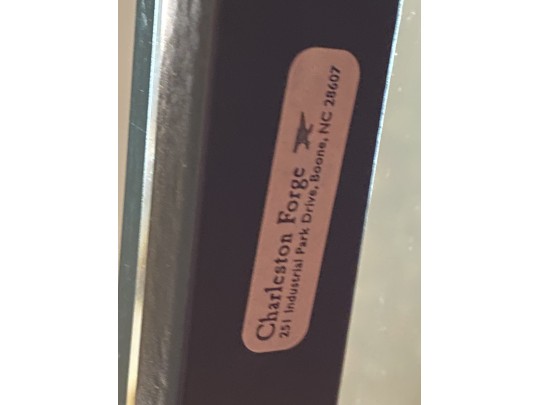 Charleston Forge
251 Industrial Park Drive, Boone, NC 28607